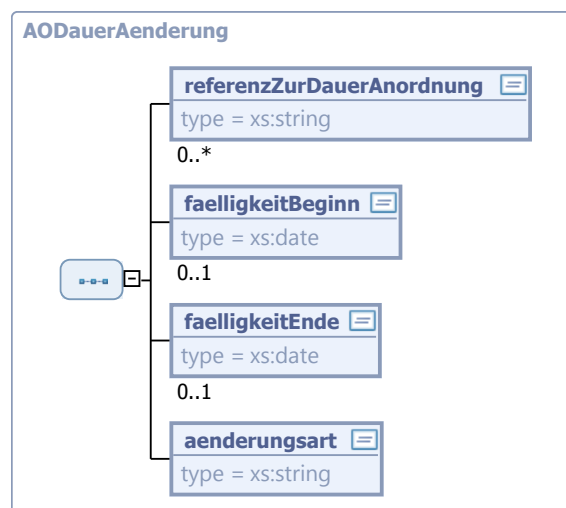 AODauerAenderung
referenzZurDauerAnordnung
type = xs:string
0..*
faelligkeitBeginn
type = xs:date
0..1
faelligkeitEnde
type = xs:date
0..1
aenderungsart
type = xs:string